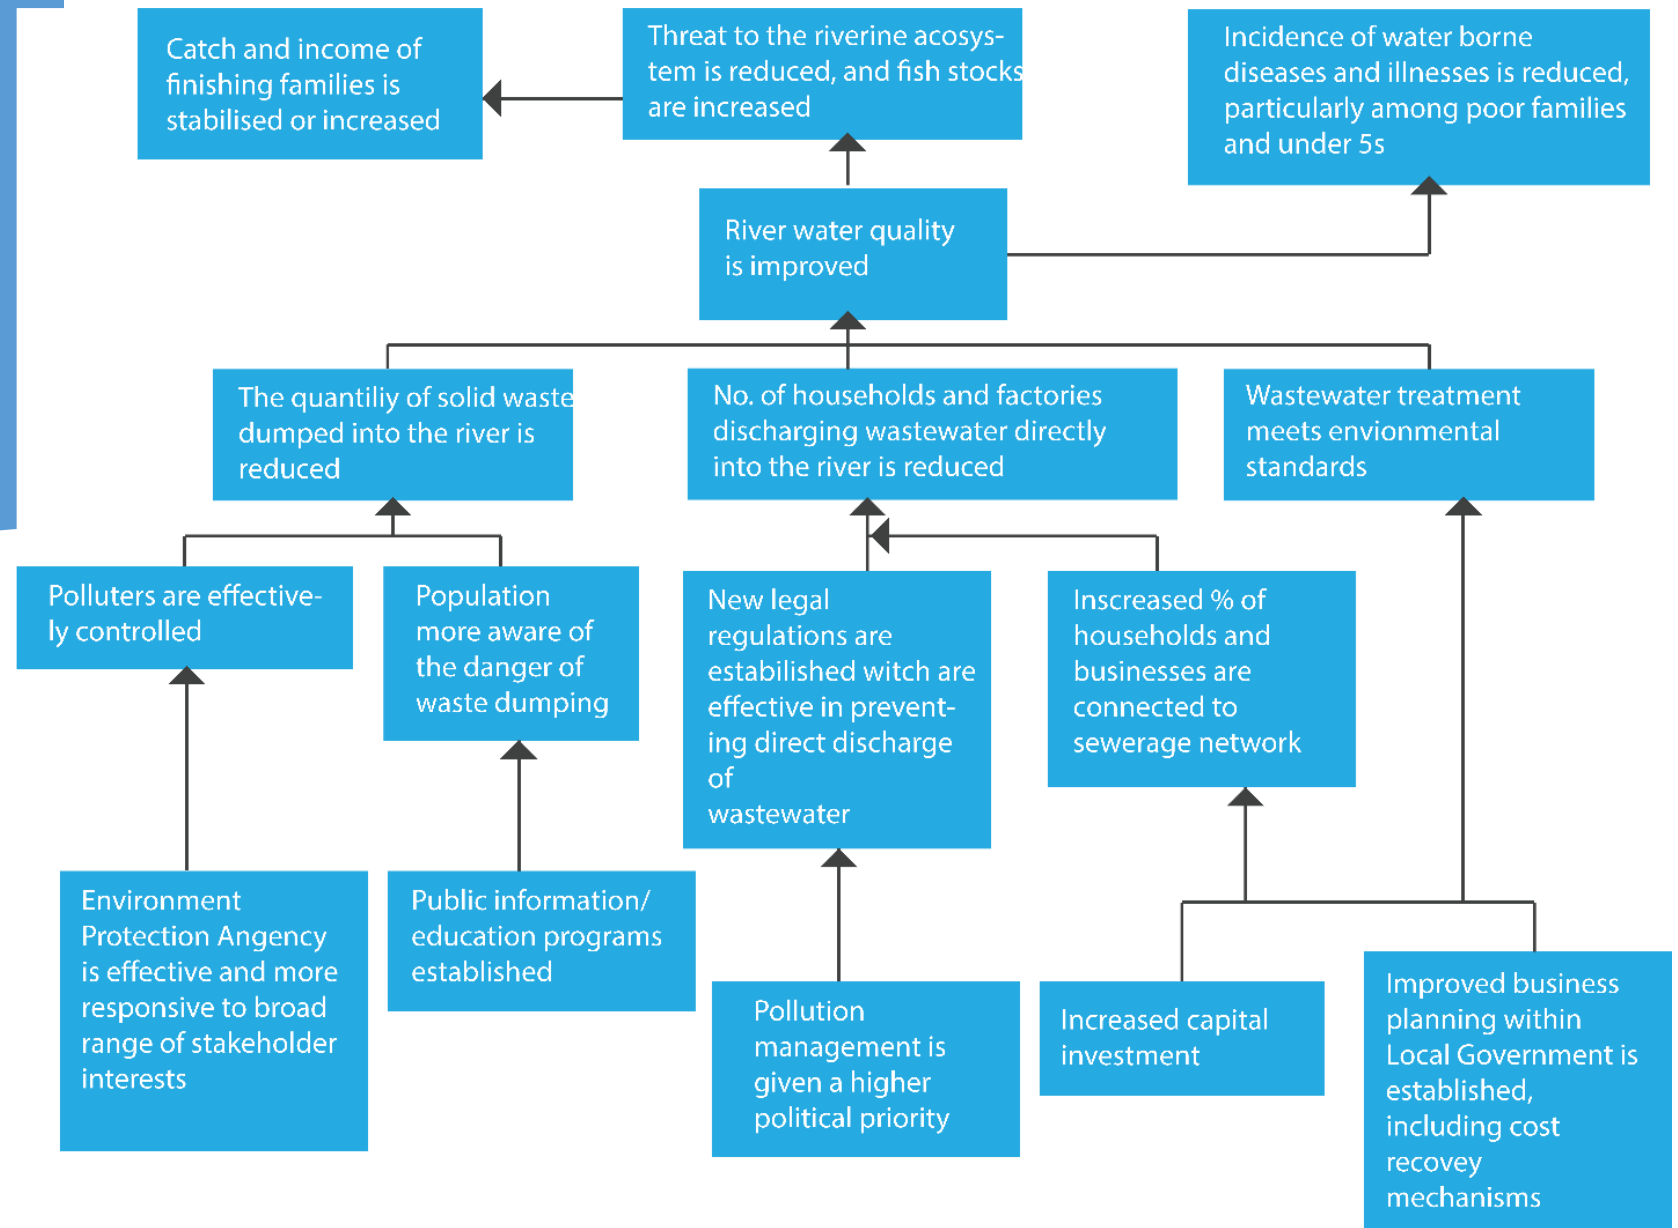 Catch and income of
finishing families is
stabilised or increased
Threat to the riverine acosys-
tem is reduced, and fish stocks
are increased
Incidence of water borne
diseases and illnesses is reduced,
particularly among poor families
and under 5s
River water quality
is improved
The quantiliy of solid waste
dumped into the river is
reduced
No. of households and factories
discharging wastewater directly
into the river is reduced
Wastewater treatment
meets envionmental
standards
Polluters are effective-
ly controlled
Population
more aware of
the danger of
waste dumping
New legal
regulations are
estabilished witch are
effective in prevent-
ing direct discharge
of
wastewater
Inscreased % of
households and
businesses are
connected to
sewerage network
Environment
Protection Angency
is effective and more
responsive to broad
range of stakeholder
interests
Public information/
education programs
established
Pollution
management is
given a higher
political priority
Increased capital
investment
Improved business
planning within
Local Government is
established,
including cost
recovey
mechanisms